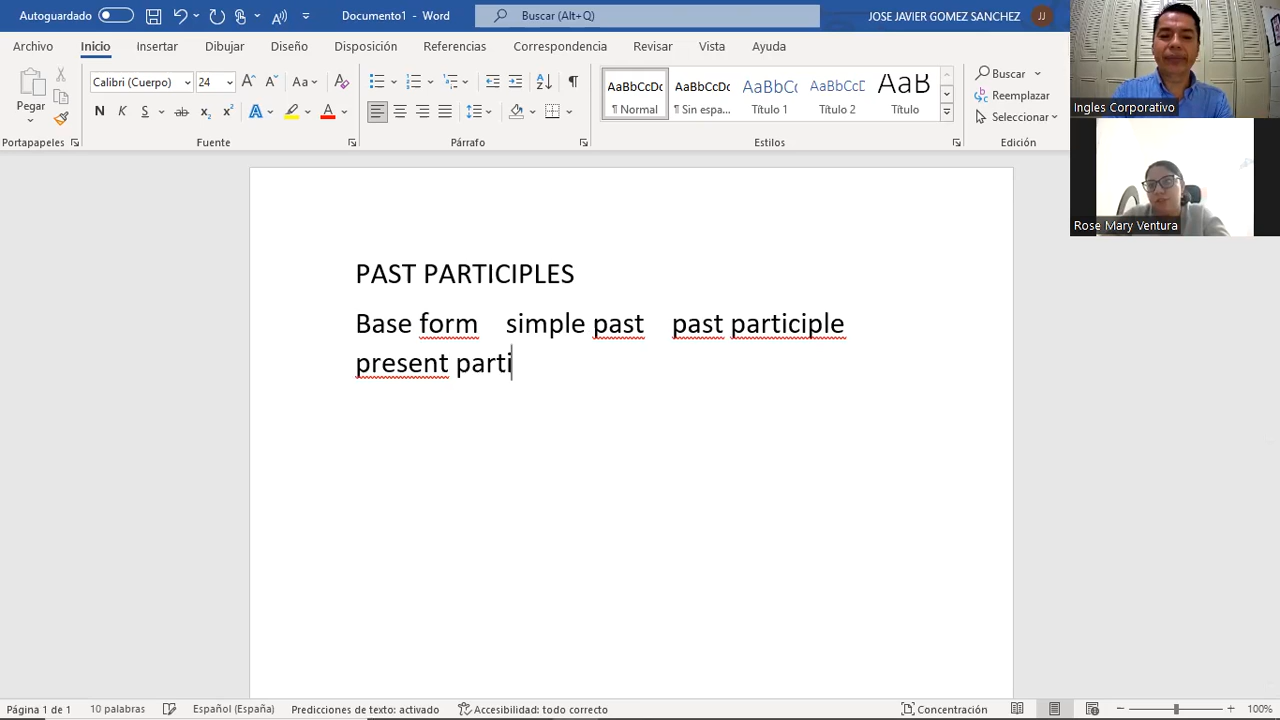 Autoguardado
Documento1 - Word
Buscar (Alt+Q)
JOSE JAVIER GOMEZ SANCHEZ
JJ
Archivo Inicio Insertar Dibujar Diseño Disposición Referencias Correspondencia Revisar Vista Ayuda
Pegar
Calibri (Cuerpo) 24
N K S ab x₂ x²
AaBbCcDc AaBbCcDc AaBbCc AaBbCcD AaB
¶ Normal ¶ Sin espa... Título 1 Título 2 Título
Buscar
Reemplazar
Seleccionar
Portapapeles Fuente Párrafo Estilos Edición
Ingles Corporativo
Rose Mary Ventura
PAST PARTICIPLES
Base form simple past past participle
present parti
Página 1 de 1 10 palabras Español (España) Predicciones de texto: activado Accesibilidad: todo correcto Concentración 100%